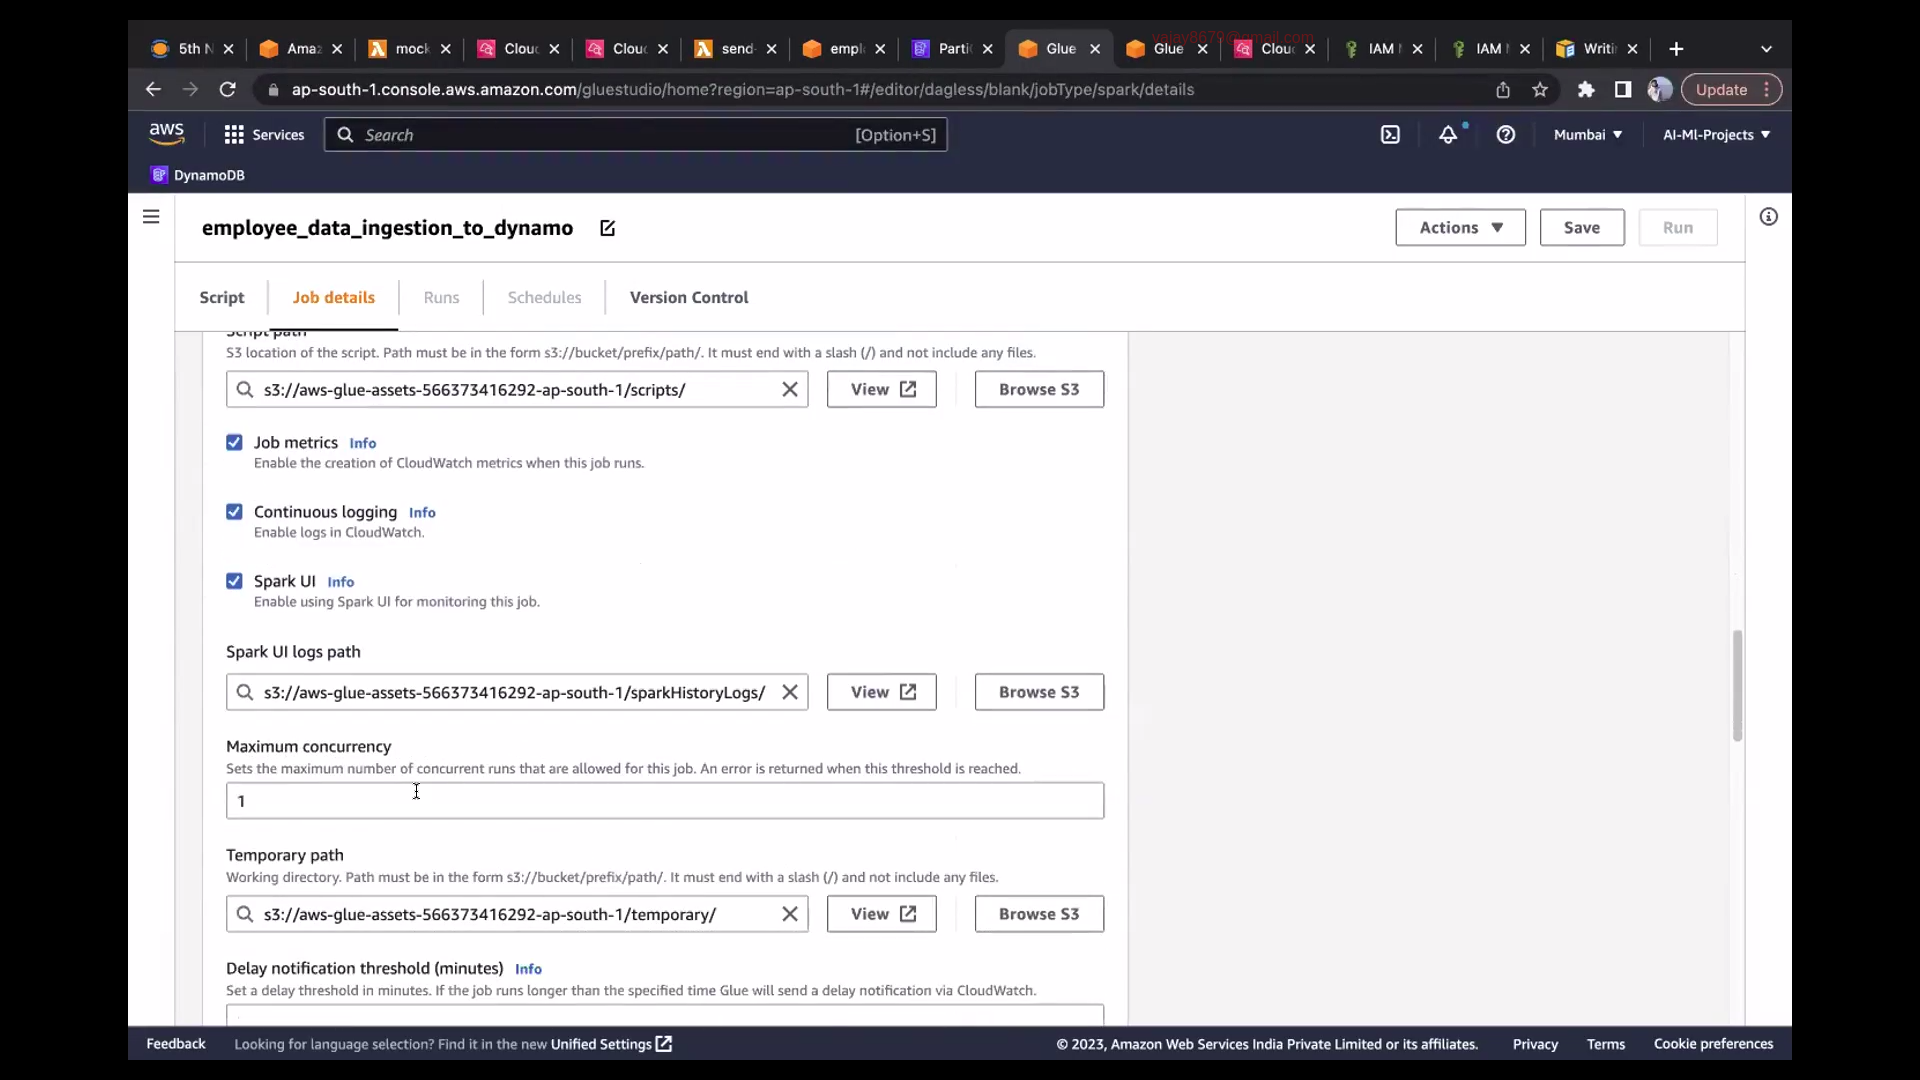 5th N
Amaz
mock
Clou
Clou
send-
empl
Parti
Glue
Glue
Clou
IAM
IAM
Writi
vajay8679@gmail.com
ap-south-1.console.aws.amazon.com/gluestudio/home?region=ap-south-1#/editor/dagless/blank/jobType/spark/details
Update
aws
Services
Search
[Option+S]
Mumbai
AI-Ml-Projects
DynamoDB
employee_data_ingestion_to_dynamo
Actions
Save
Run
Script
Job details
Runs
Schedules
Version Control
Script path
S3 location of the script. Path must be in the form s3://bucket/prefix/path/. It must end with a slash (/) and not include any files.
s3://aws-glue-assets-566373416292-ap-south-1/scripts/
View
Browse S3
Job metrics Info
Enable the creation of CloudWatch metrics when this job runs.
Continuous logging Info
Enable logs in CloudWatch.
Spark UI Info
Enable using Spark UI for monitoring this job.
Spark UI logs path
s3://aws-glue-assets-566373416292-ap-south-1/sparkHistoryLogs/
View
Browse S3
Maximum concurrency
Sets the maximum number of concurrent runs that are allowed for this job. An error is returned when this threshold is reached.
1
Temporary path
Working directory. Path must be in the form s3://bucket/prefix/path/. It must end with a slash (/) and not include any files.
s3://aws-glue-assets-566373416292-ap-south-1/temporary/
View
Browse S3
Delay notification threshold (minutes) Info
Set a delay threshold in minutes. If the job runs longer than the specified time Glue will send a delay notification via CloudWatch.
Feedback
Looking for language selection? Find it in the new Unified Settings
© 2023, Amazon Web Services India Private Limited or its affiliates.
Privacy
Terms
Cookie preferences